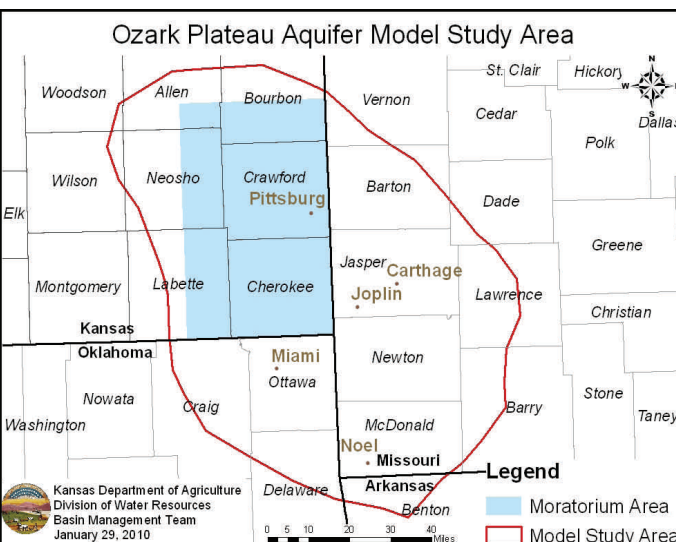 Ozark Plateau Aquifer Model Study Area
Woodson
Allen
Bourbon
Vernon
St. Clair
Hickory
N
W
E
S
Cedar
Dallas
Polk
Wilson
Neosho
Crawford
Pittsburg
Barton
Dade
Elk
Greene
Montgomery
Labette
Cherokee
Jasper
Carthage
Joplin
Lawrence
Christian
Kansas
Oklahoma
Miami
Ottawa
Newton
Nowata
Craig
Washington
McDonald
Barry
Stone
Taney
Noel
Missouri
Arkansas
Delaware
Benton
Legend
Moratorium Area
Model Study Area
Kansas Department of Agriculture
Division of Water Resources
Basin Management Team
January 29, 2010
0 5 10 20 30 40
Miles